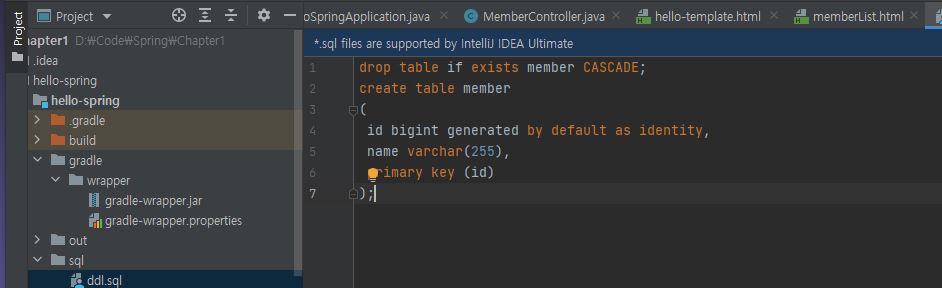 Project
Project
oSpringApplication.java
MemberController.java
hello-template.html
memberList.html
*.sql files are supported by IntelliJ IDEA Ultimate
hapter1 D:₩Code₩Spring₩Chapter1
.idea
hello-spring
hello-spring
.gradle
build
gradle
wrapper
gradle-wrapper.jar
gradle-wrapper.properties
out
sql
ddl.sql
1 drop table if exists member CASCADE;
2 create table member
3 (
4 id bigint generated by default as identity,
5 name varchar(255),
6 rimary key (id)
7 );